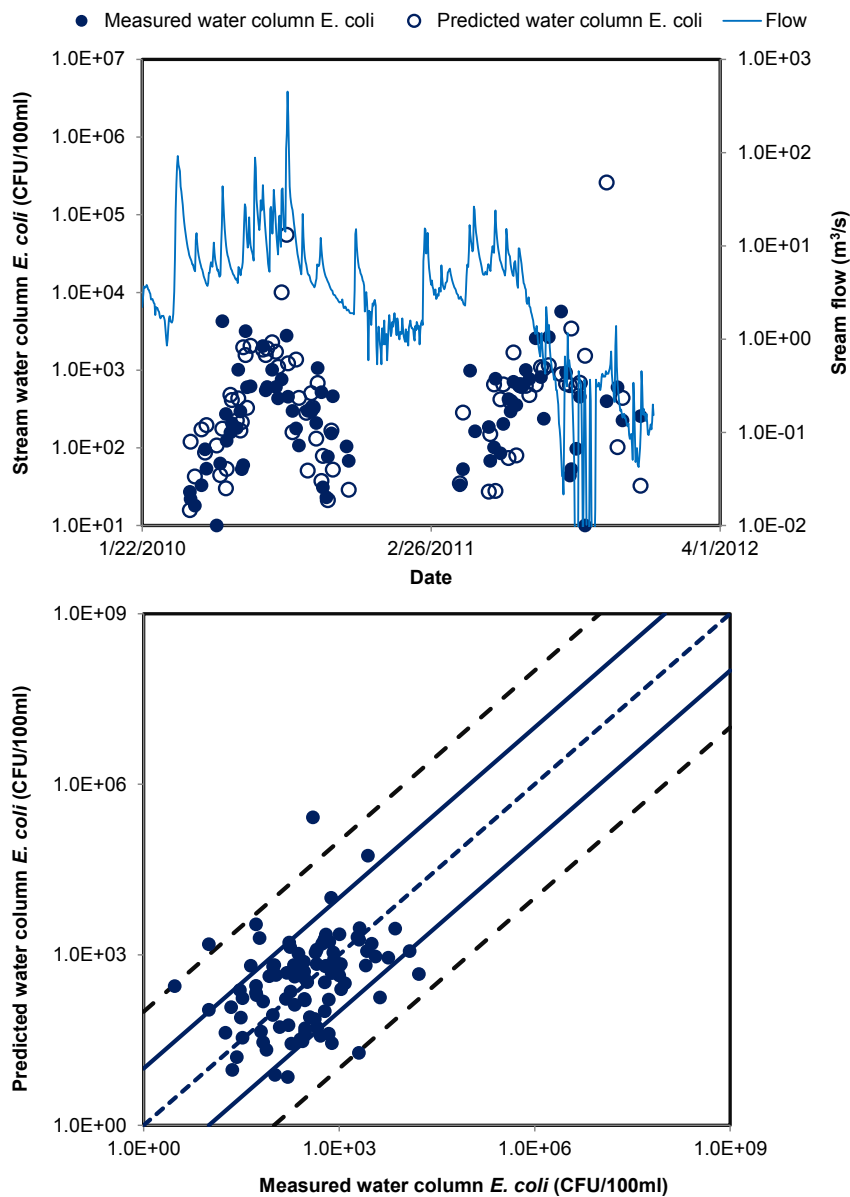 Measured water column E. coli Predicted water column E. coli Flow
Stream water column E. coli (CFU/100ml)
1.0E+07
1.0E+06
1.0E+05
1.0E+04
1.0E+03
1.0E+02
1.0E+01
1.0E+03
1.0E+02
1.0E+01
1.0E+00
1.0E-01
1.0E-02
Sream flow (m³/s)
1/22/2010 2/26/2011 4/1/2012
Date
Predicted water column E. coli (CFU/100ml)
1.0E+09
1.0E+06
1.0E+03
1.0E+00
1.0E+00 1.0E+03 1.0E+06 1.0E+09
Measured water column E. coli (CFU/100ml)